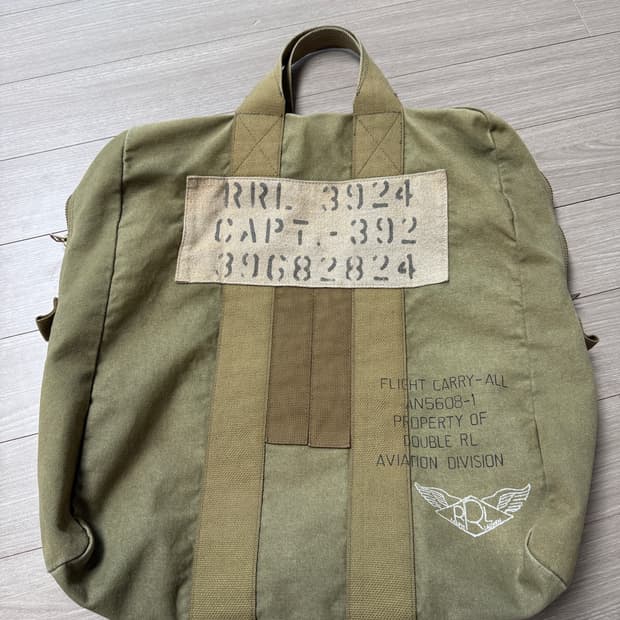 RRL 3924
CAPT.-392
39682824
FLIGHT CARRY-ALL
AN5608-1
PROPERTY OF
DOUBLE RL
AVIATION DIVISION
RRL